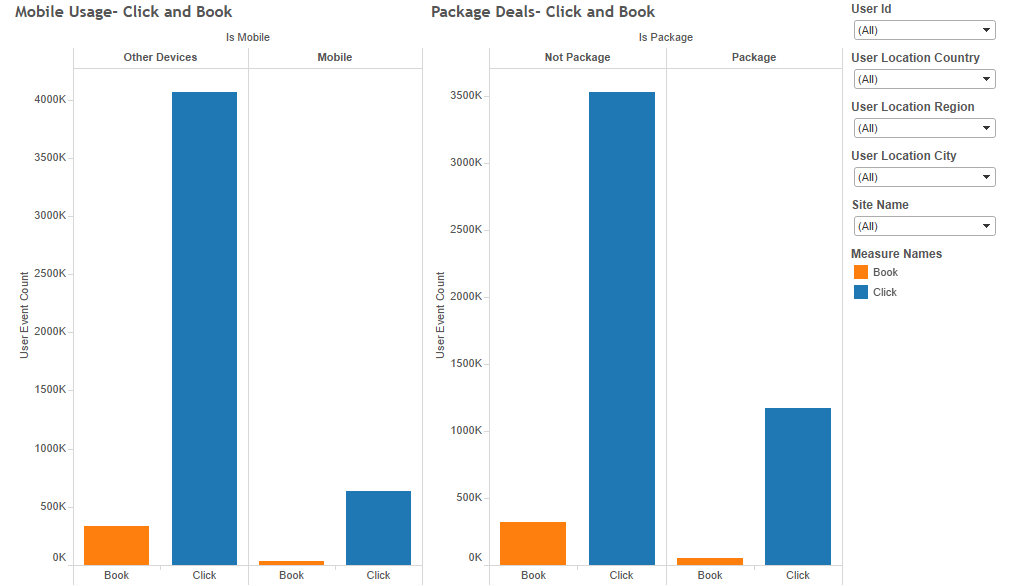 Mobile Usage- Click and Book
Is Mobile
Other Devices
Mobile
User Event Count
4000K
3500K
3000K
2500K
2000K
1500K
1000K
500K
0K
Book
Click
Book
Click
Package Deals- Click and Book
Is Package
Not Package
Package
User Event Count
3500K
3000K
2500K
2000K
1500K
1000K
500K
0K
Book
Click
Book
Click
User Id
(All)
User Location Country
(All)
User Location Region
(All)
User Location City
(All)
Site Name
(All)
Measure Names
Book
Click